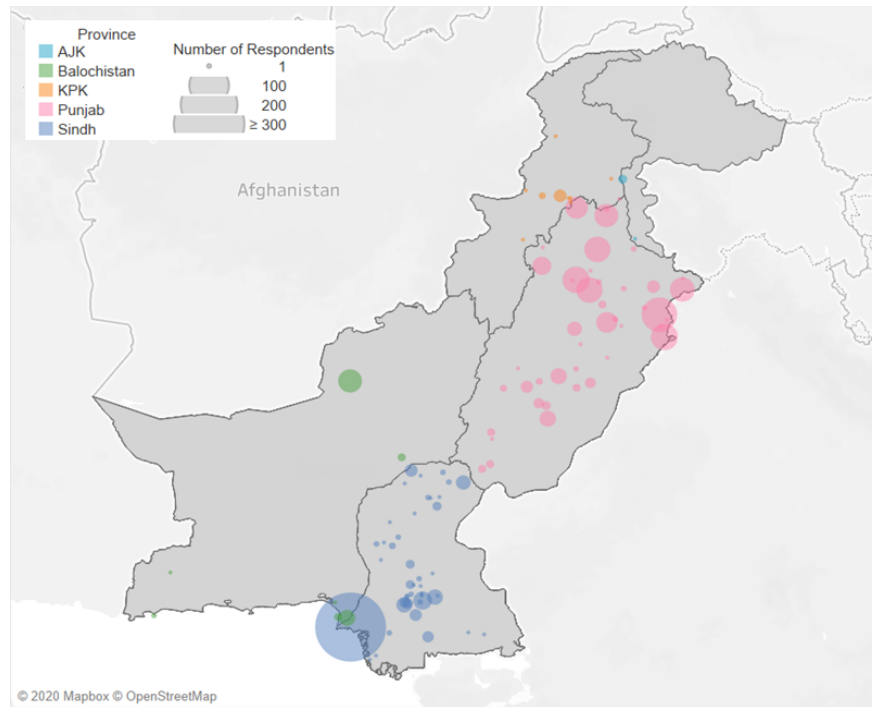 Province
AJK
Balochistan
KPK
Punjab
Sindh
Number of Respondents
1
100
200
≥ 300
Afghanistan
© 2020 Mapbox © OpenStreetMap